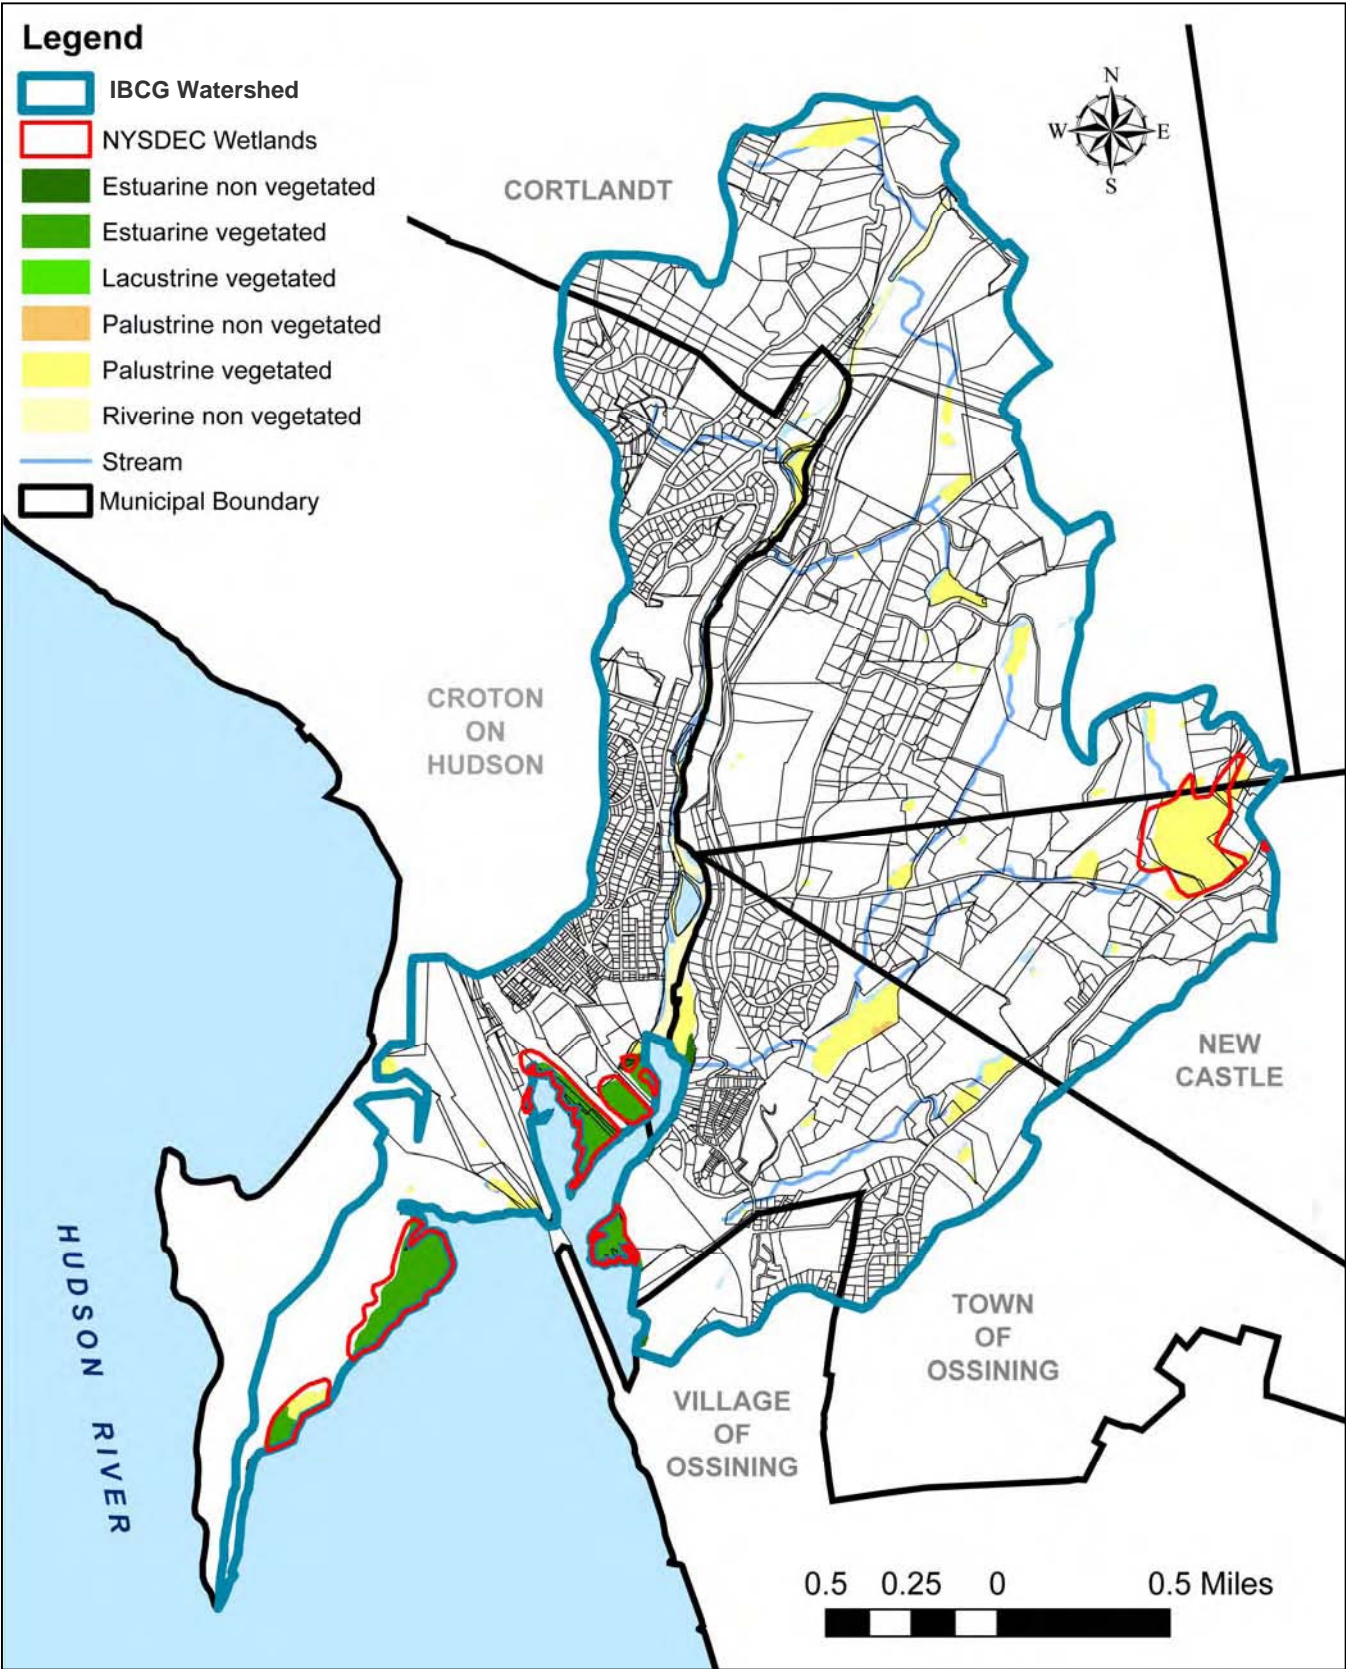 Legend
IBCG Watershed
NYSDEC Wetlands
Estuarine non vegetated
Estuarine vegetated
Lacustrine vegetated
Palustrine non vegetated
Palustrine vegetated
Riverine non vegetated
Stream
Municipal Boundary
N
W E
S
CORTLANDT
CROTON
ON
HUDSON
NEW
CASTLE
HUDSON RIVER
TOWN
OF
OSSINING
VILLAGE
OF
OSSINING
0.5 0.25 0 0.5 Miles